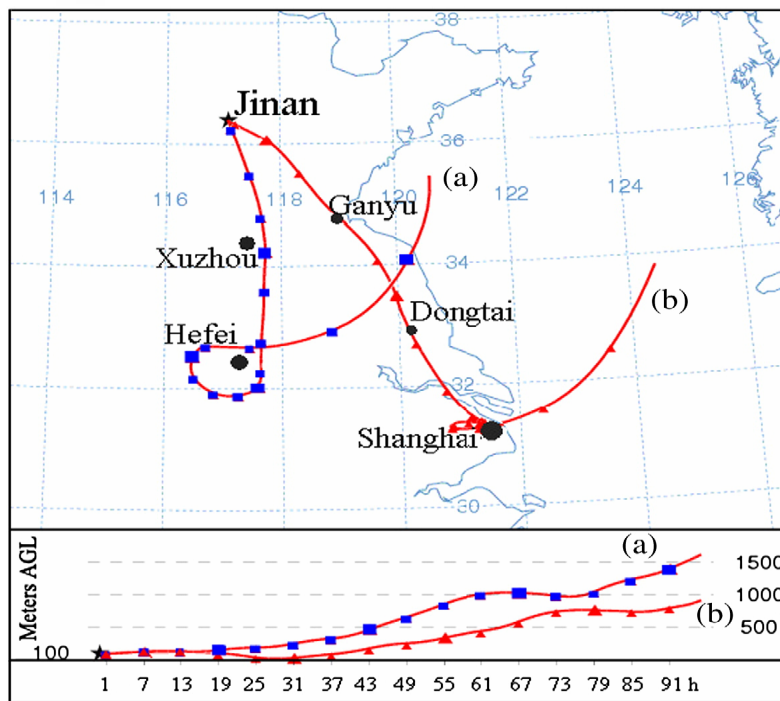 38
Jinan
36
(a)
114
116
118
120
122
124
126
Ganyu
Xuzhou
34
(b)
Dongtai
Hefei
32
Shanghai
30
Meters AGL
(a)
1500
1000
(b)
500
100
1 7 13 19 25 31 37 43 49 55 61 67 73 79 85 91 h